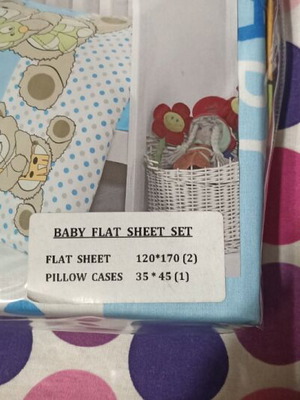 BABY FLAT SHEET SET
FLAT SHEET 120*170 (2)
PILLOW CASES 35*45 (1)